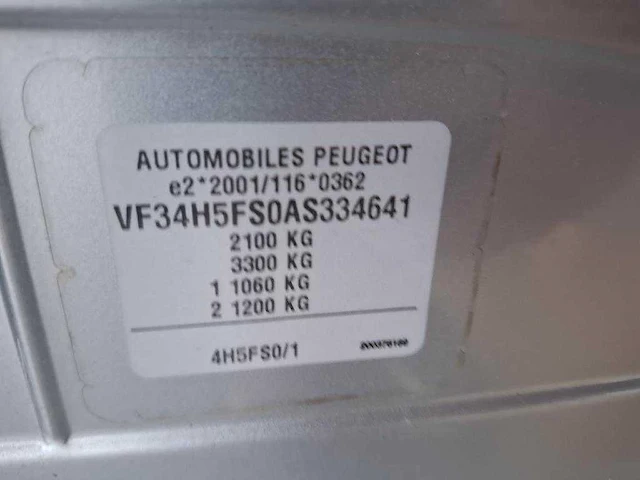 AUTOMOBILES PEUGEOT
e2*2001/116*0362
VF34H5FS0AS334641
2100 KG
3300 KG
1 1060 KG
2 1200 KG
4H5FS0/1